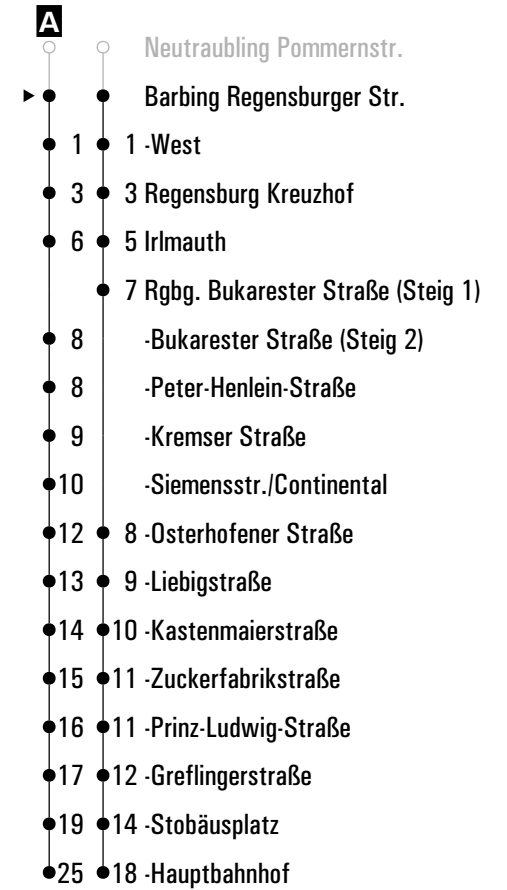 A
Neutraubling Pommernstr.
Barbing Regensburger Str.
1 1 -West
3 3 Regensburg Kreuzhof
6 5 Irlmauth
7 Rgbg. Bukarester Straße (Steig 1)
8 -Bukarester Straße (Steig 2)
8 -Peter-Henlein-Straße
9 -Kremser Straße
10 -Siemensstr./Continental
12 8 -Osterhofener Straße
13 9 -Liebigstraße
14 10 -Kastenmaierstraße
15 11 -Zuckerfabrikstraße
16 11 -Prinz-Ludwig-Straße
17 12 -Greflingerstraße
19 14 -Stobäusplatz
25 18 -Hauptbahnhof